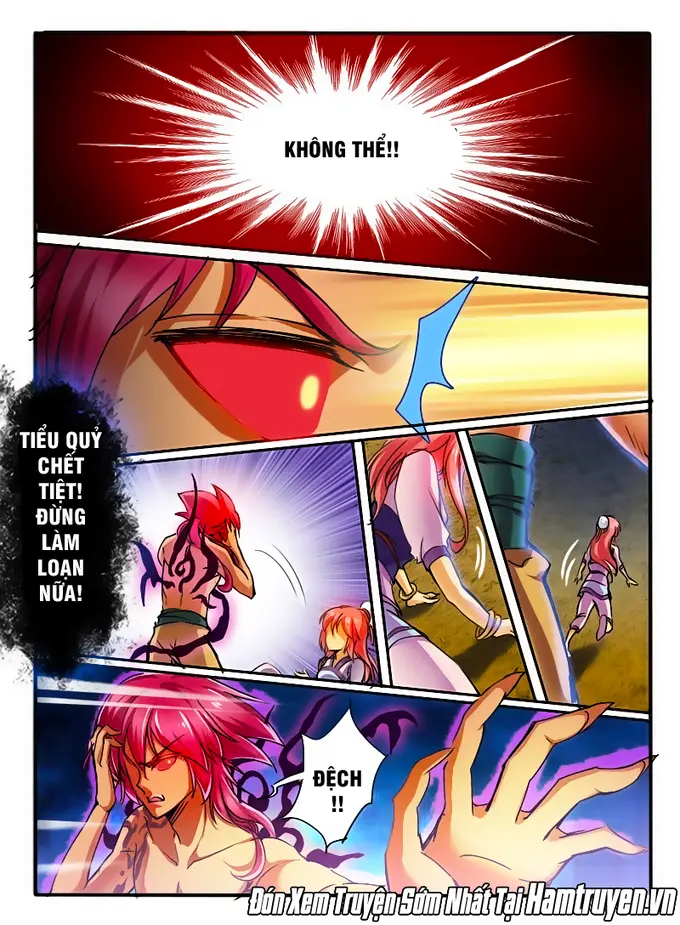 KHÔNG THỂ!!
TIỂU QUỶ
CHẾT
TIỆT!
ĐỪNG
LÀM
LOẠN
NỮA!
ĐỆCH
!!
Đón Xem Truyện Sớm Nhất Tại Hamtruyen.vn